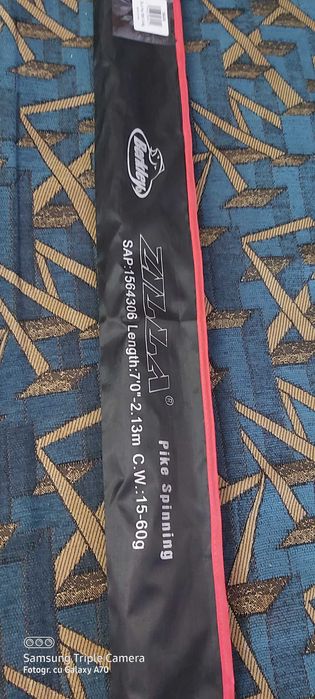 Berkley
ZILLA®
Pike Spinning
SAP:1564306 Length:7'0"-2.13m C.W.:15-60g
Samsung Triple Camera
Fotogr. cu Galaxy A70